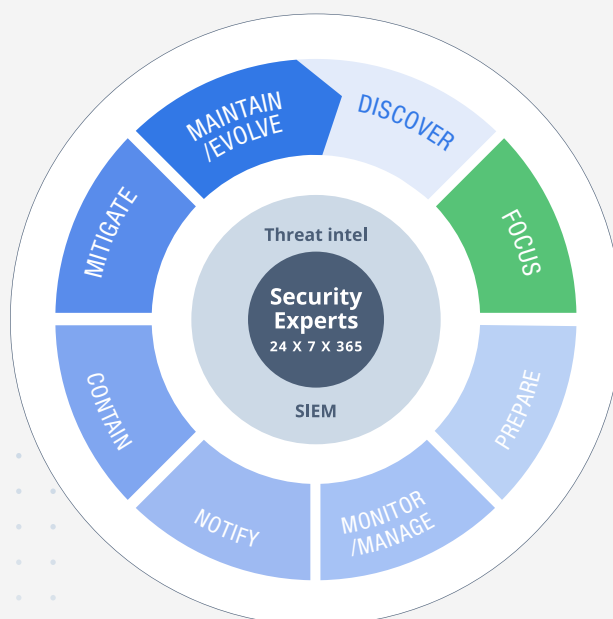 MAINTAIN
/EVOLVE
DISCOVER
FOCUS
PREPARE
MONITOR
/MANAGE
NOTIFY
CONTAIN
MITIGATE
Threat intel
Security
Experts
24 X 7 X 365
SIEM